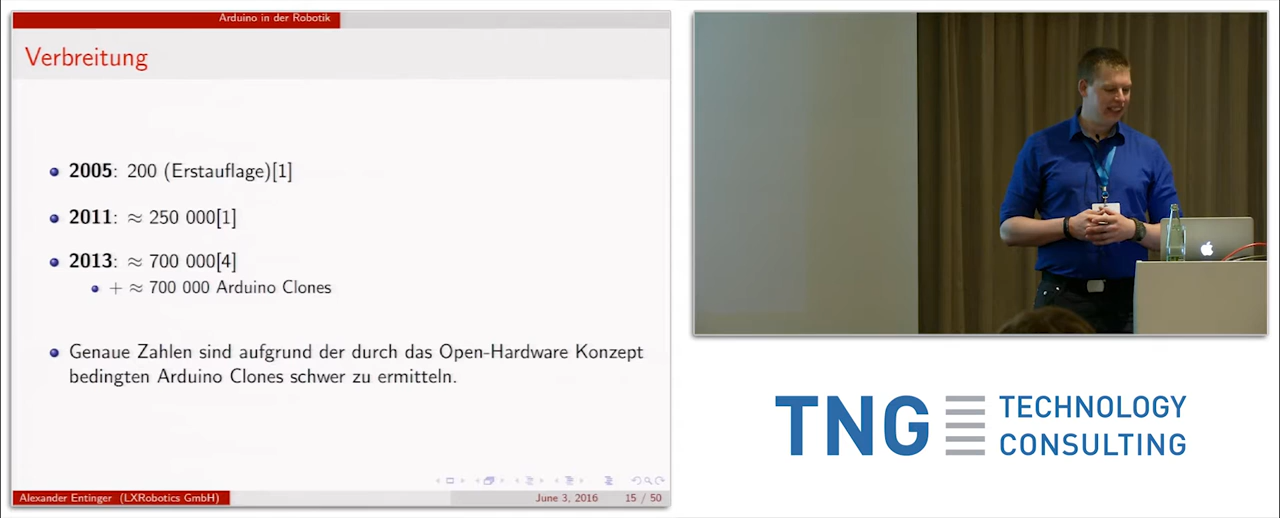 Arduino in der Robotik
Verbreitung
2005: 200 (Erstauflage)[1]
2011: ≈ 250 000[1]
2013: ≈ 700 000[4]
+ ≈ 700 000 Arduino Clones
Genaue Zahlen sind aufgrund der durch das Open-Hardware Konzept
bedingten Arduino Clones schwer zu ermitteln.
Alexander Entinger (LXRobotics GmbH)
June 3, 2016
15 / 50
TNG TECHNOLOGY
CONSULTING